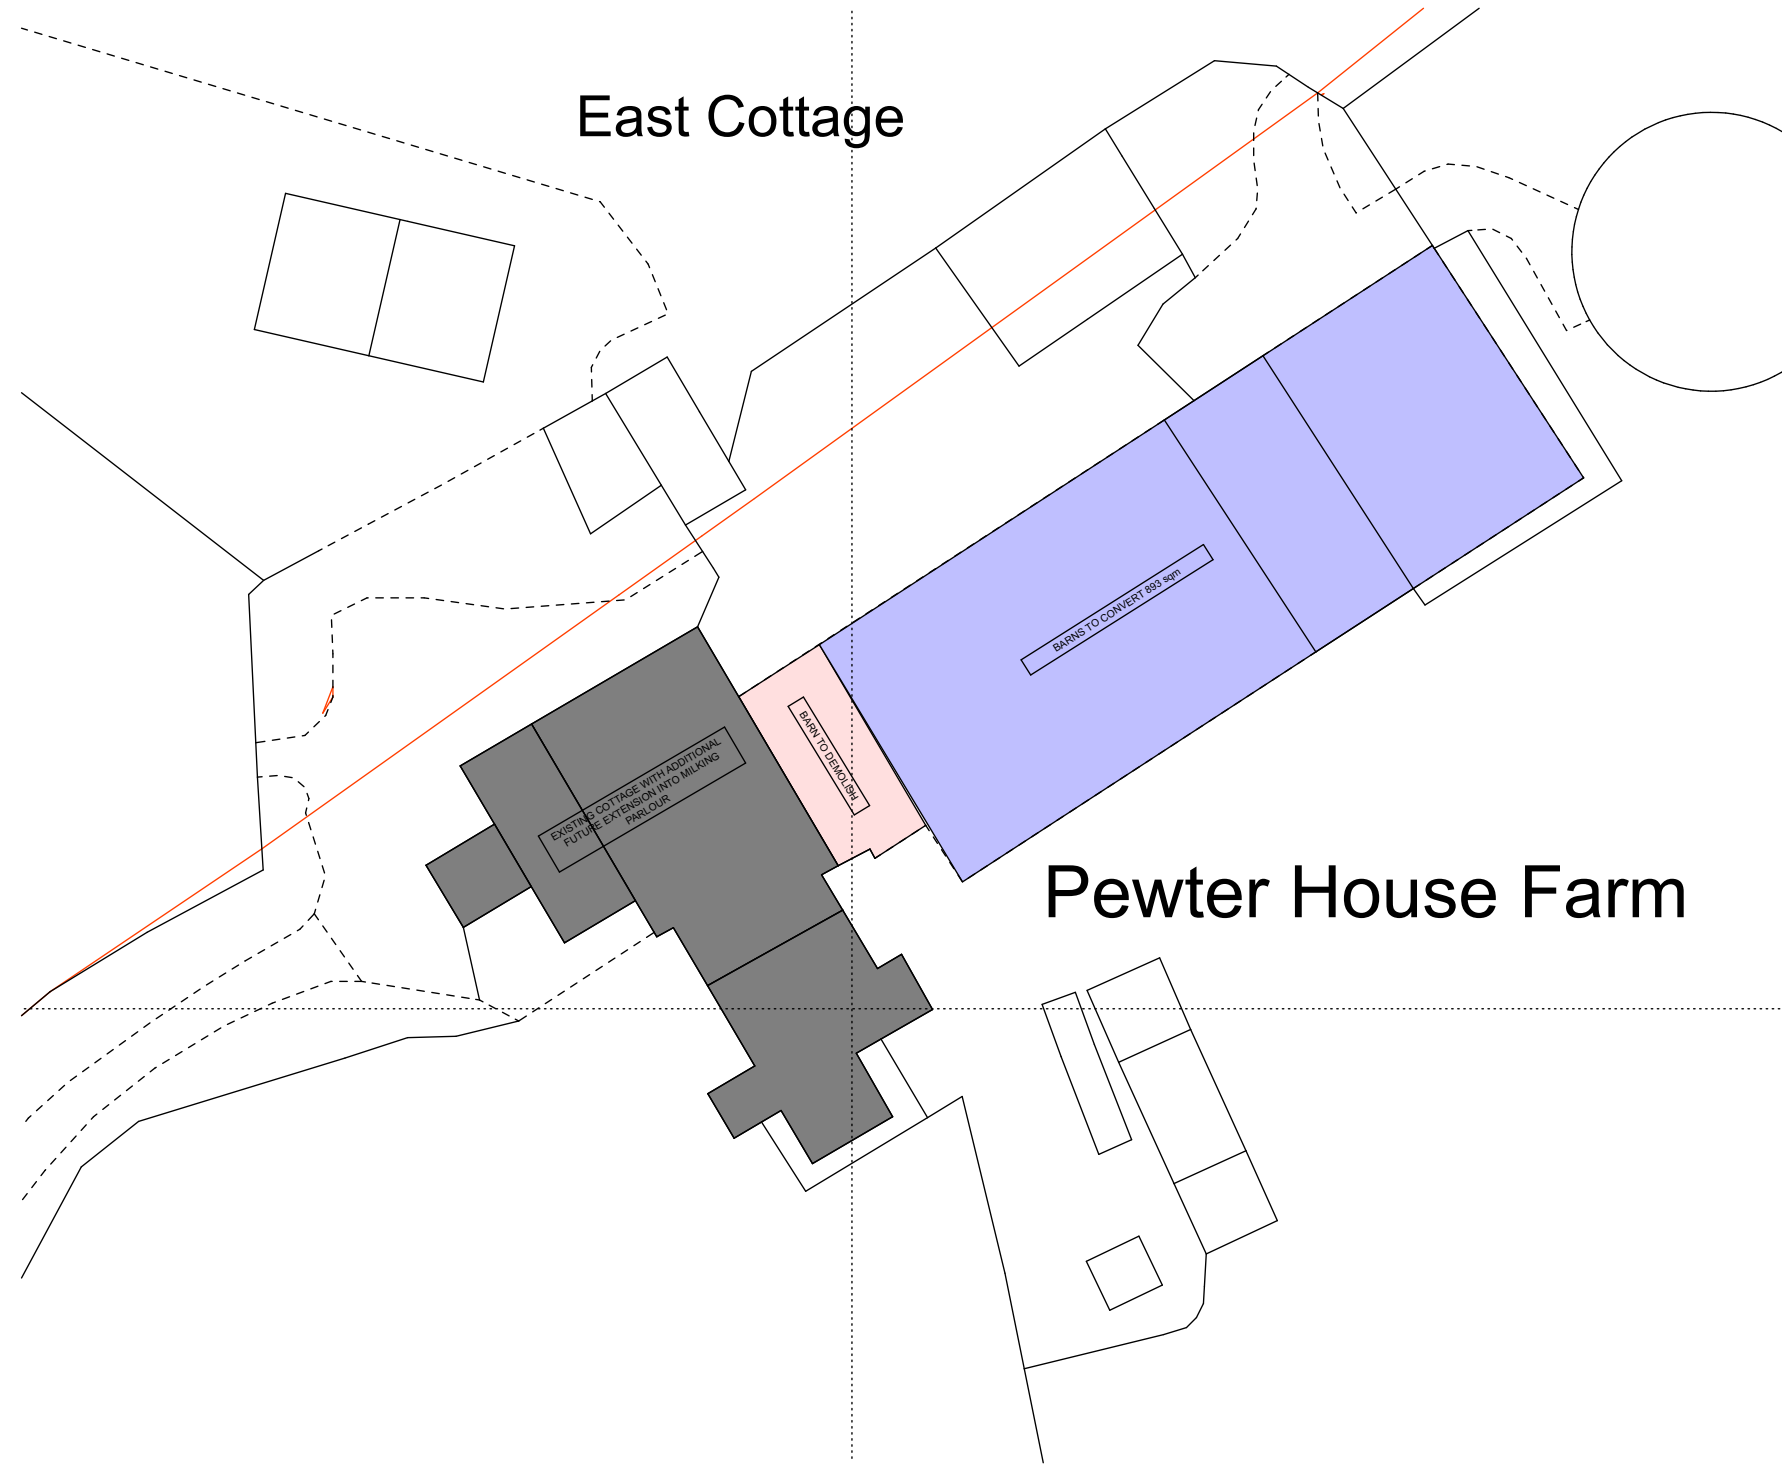 East Cottage
BARNS TO CONVERT 893 sqm
BARN TO DEMOLISH
EXISTING COTTAGE WITH ADDITIONAL
FUTURE EXTENSION INTO MILKING
PARLOUR
Pewter House Farm